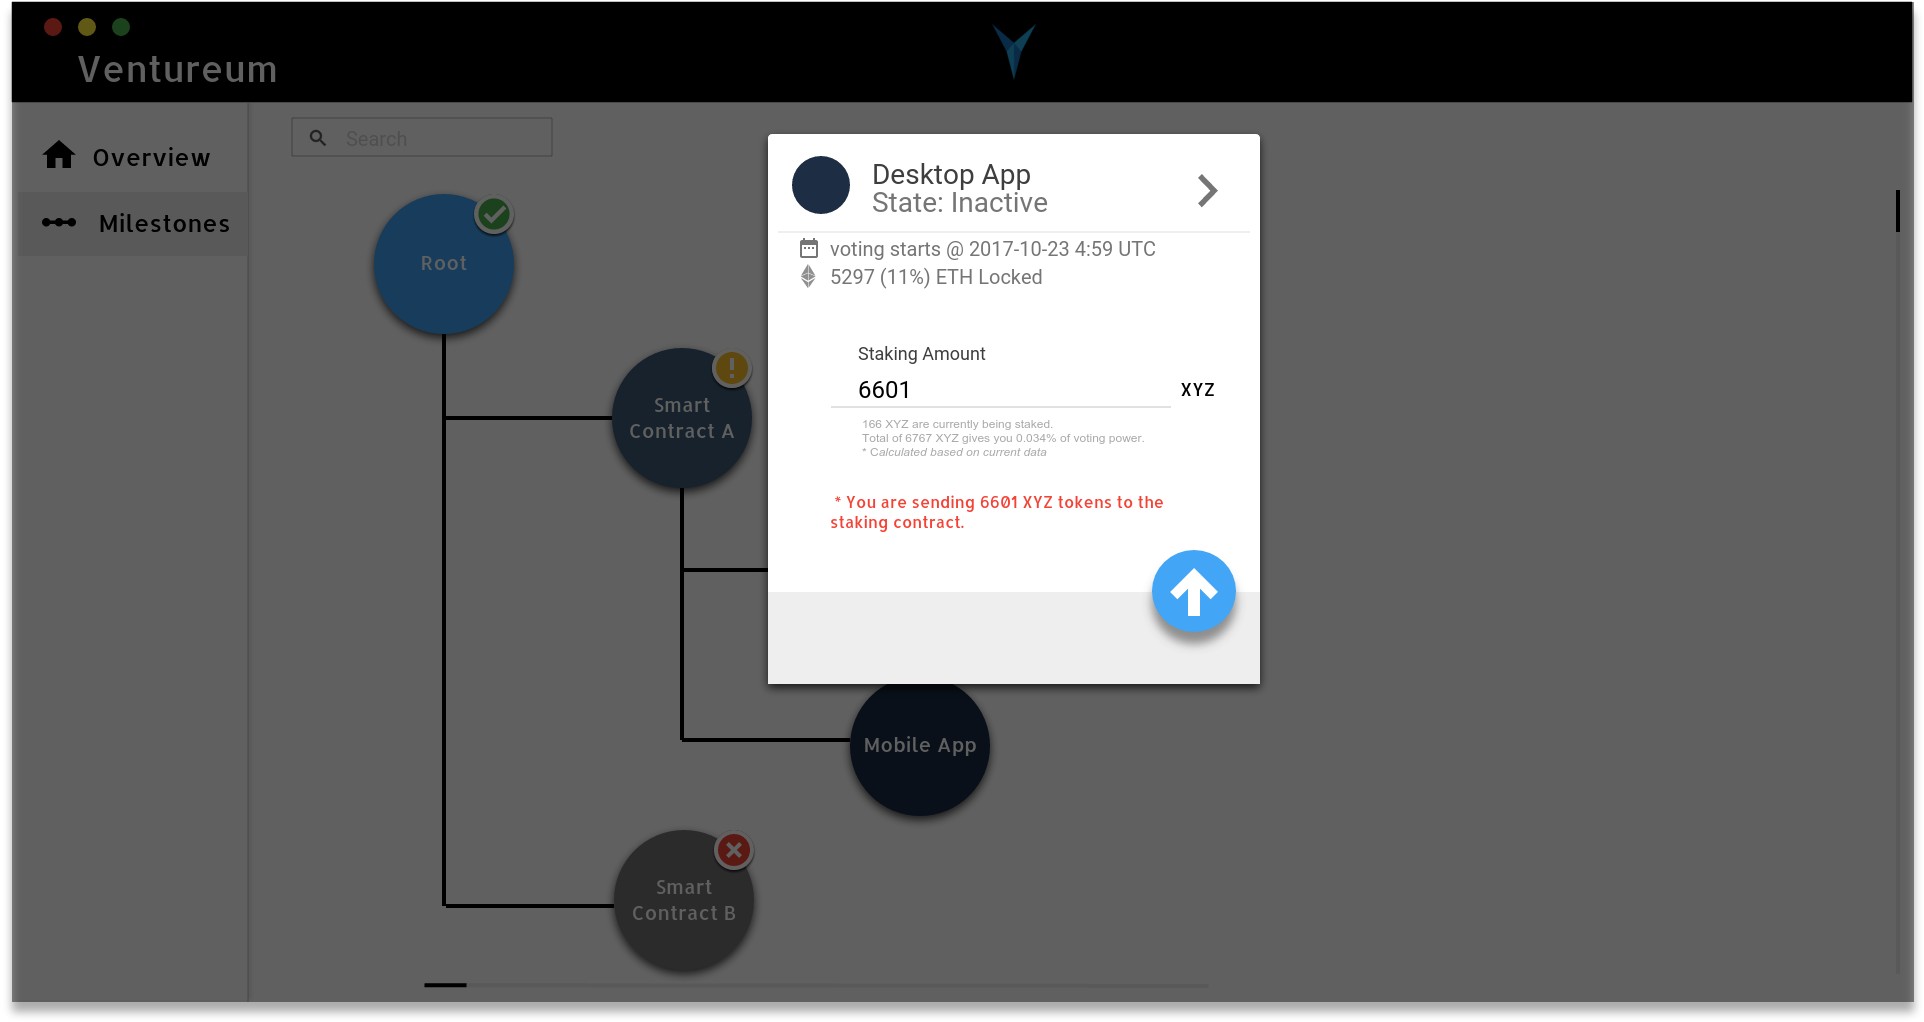 Ventureum
Overview
Milestones
Search
Root
Smart
Contract A
Mobile App
Smart
Contract B
Desktop App
State: Inactive
voting starts @ 2017-10-23 4:59 UTC
5297 (11%) ETH Locked
Staking Amount
6601 XYZ
166 XYZ are currently being staked.
Total of 6767 XYZ gives you 0.034% of voting power.
* Calculated based on current data
* You are sending 6601 XYZ tokens to the
staking contract.